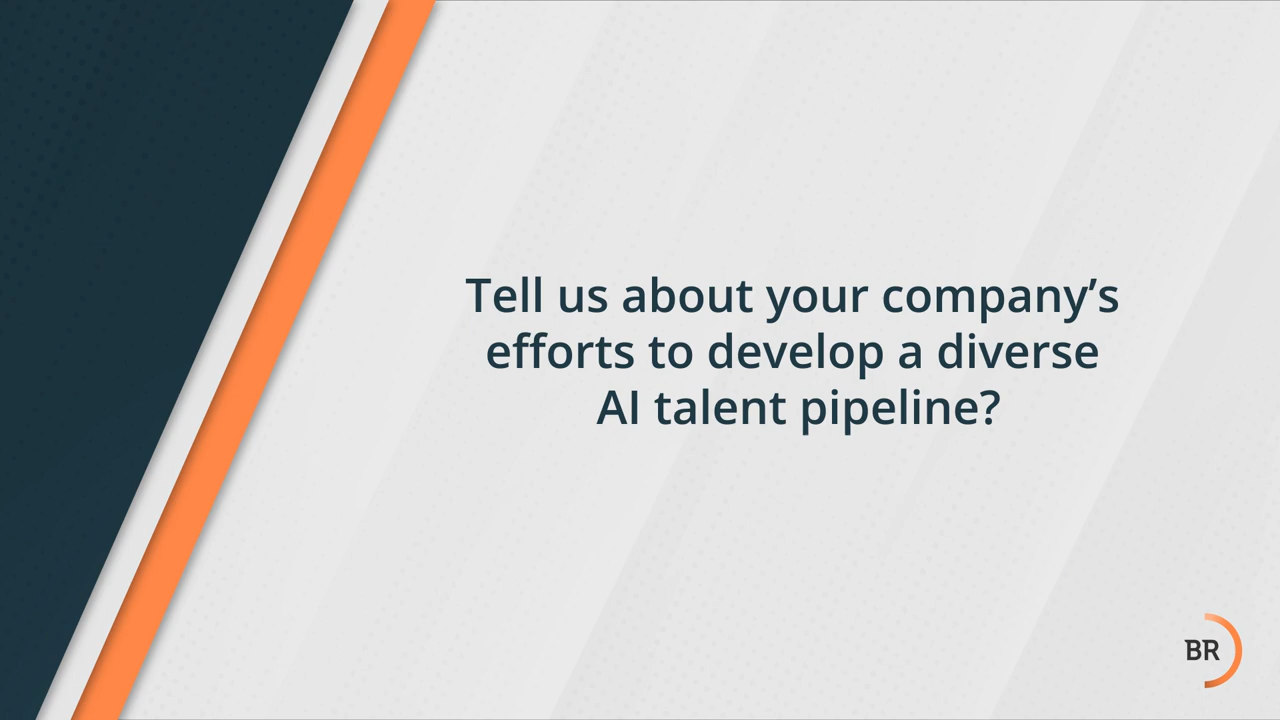 Tell us about your company’s
efforts to develop a diverse
AI talent pipeline?
BR